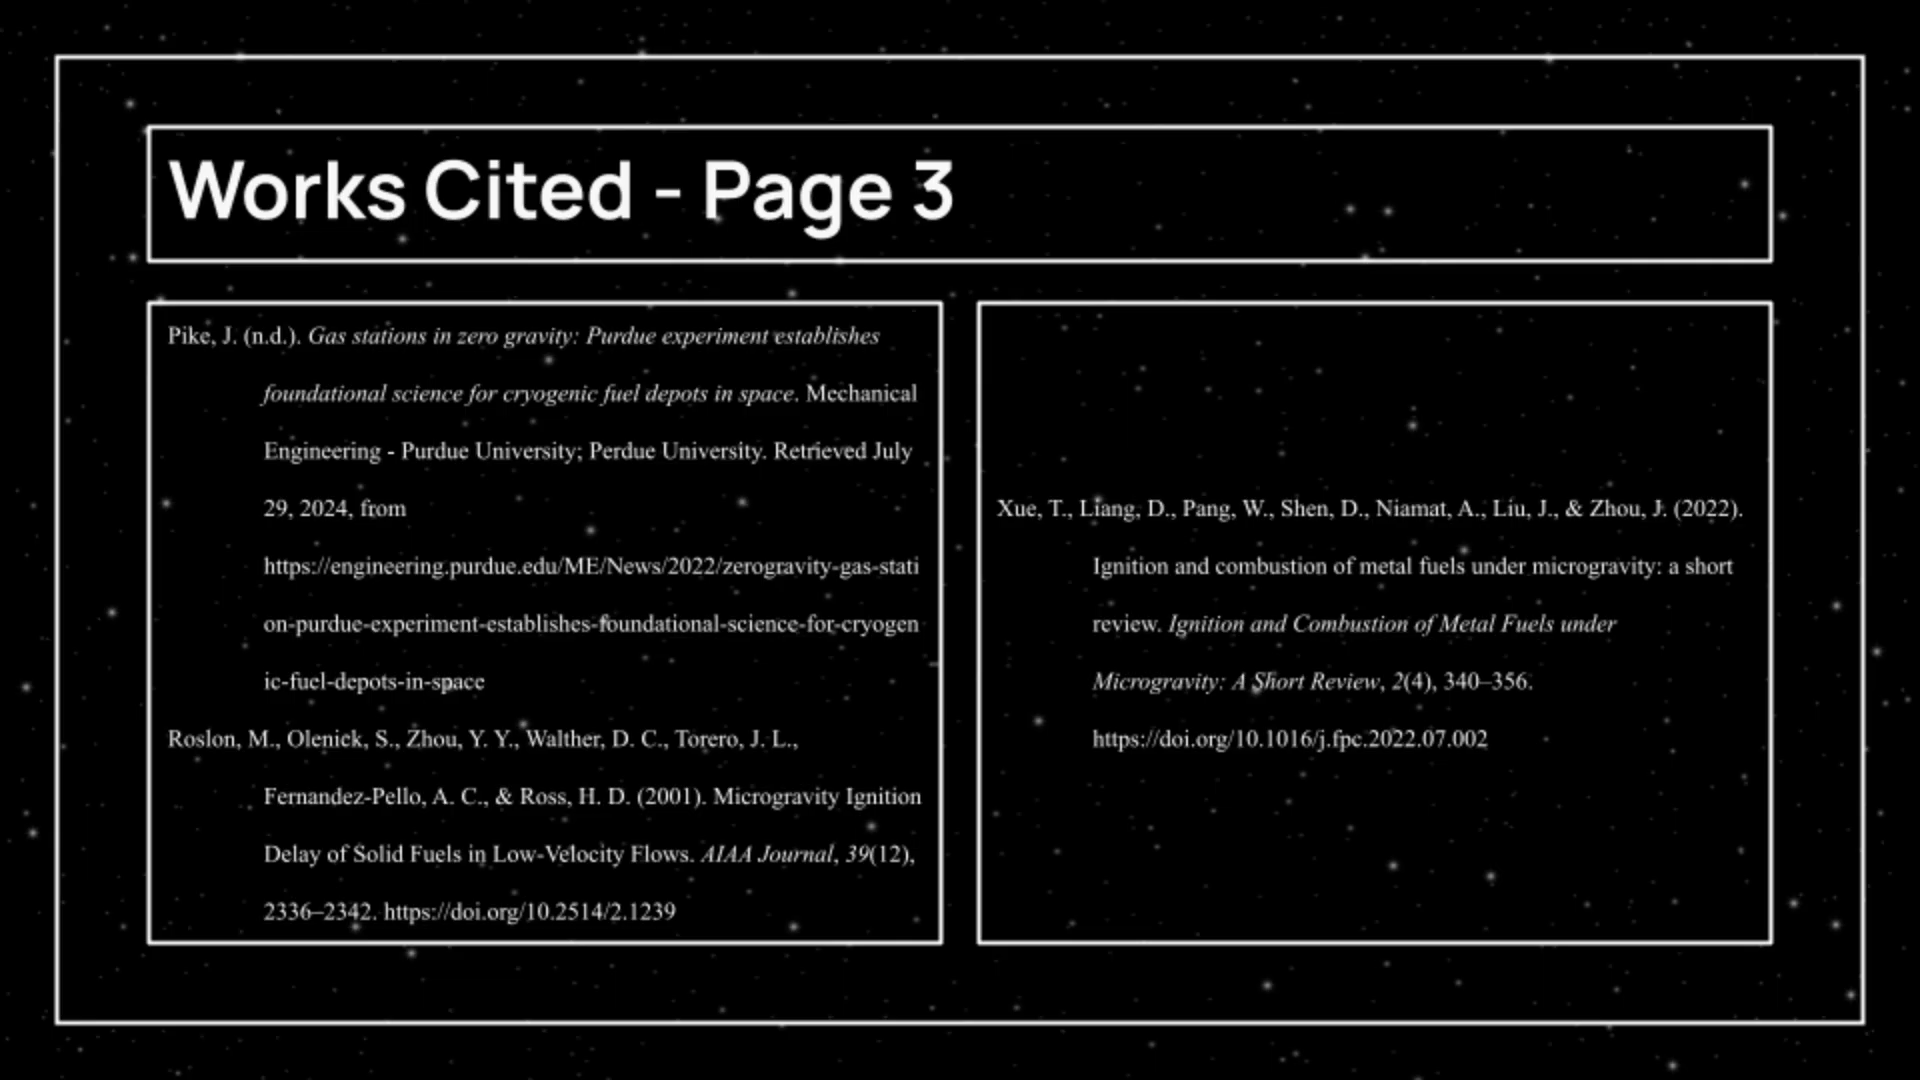 Works Cited - Page 3
Pike, J. (n.d.). Gas stations in zero gravity: Purdue experiment establishes
foundational science for cryogenic fuel depots in space. Mechanical
Engineering - Purdue University; Perdue University. Retrieved July
29, 2024, from
https://engineering.purdue.edu/ME/News/2022/zerogravity-gas-stati
on-purdue-experiment-establishes-foundational-science-for-cryogen
ic-fuel-depots-in-space
Roslon, M., Olenick, S., Zhou, Y. Y., Walther, D. C., Torero, J. L.,
Fernandez-Pello, A. C., & Ross, H. D. (2001). Microgravity Ignition
Delay of Solid Fuels in Low-Velocity Flows. AIAA Journal, 39(12),
2336–2342. https://doi.org/10.2514/2.1239
Xue, T., Liang, D., Pang, W., Shen, D., Niamat, A., Liu, J., & Zhou, J. (2022).
Ignition and combustion of metal fuels under microgravity: a short
review. Ignition and Combustion of Metal Fuels under
Microgravity: A Short Review, 2(4), 340–356.
https://doi.org/10.1016/j.fpc.2022.07.002